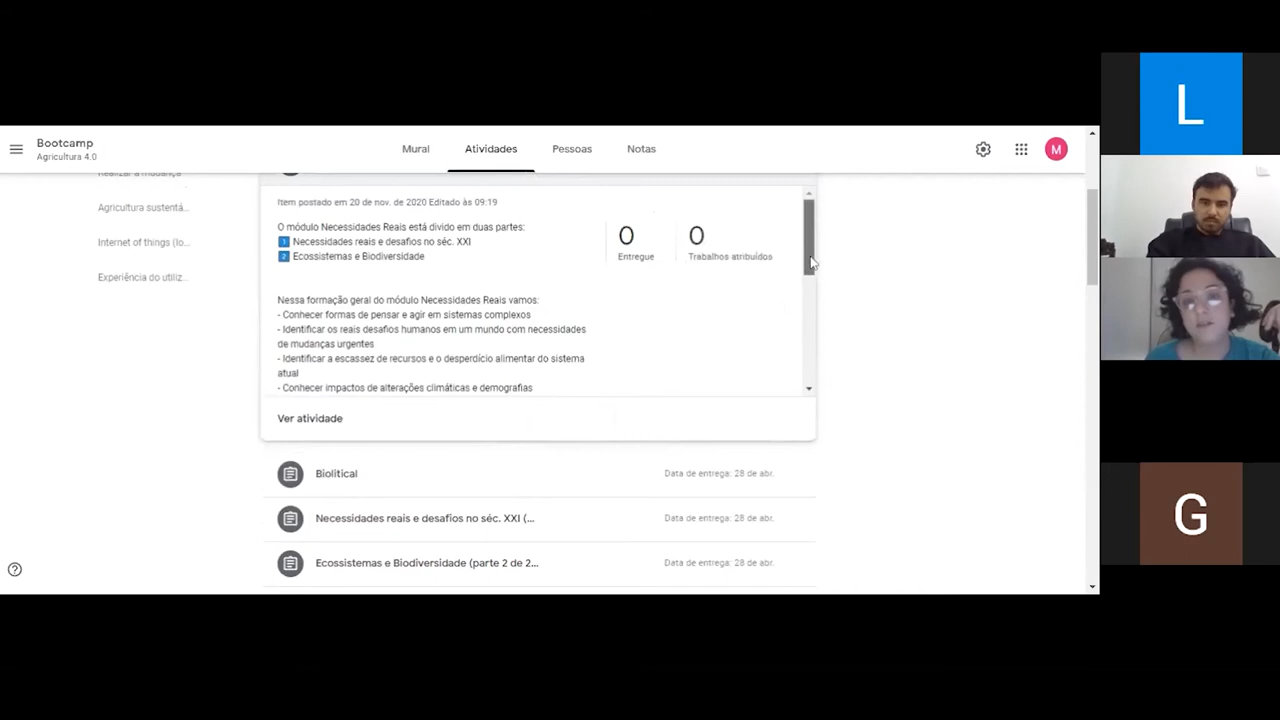 Bootcamp
Agricultura 4.0
Mural
Atividades
Pessoas
Notas
M
Realizar a mudança
Agricultura sustentá...
Internet of things (Io...
Experiência do utiliz...
Item postado em 20 de nov. de 2020 Editado às 09:19
O módulo Necessidades Reais está divido em duas partes:
1 Necessidades reais e desafios no séc. XXI
2 Ecossistemas e Biodiversidade
0
Entregue
0
Trabalhos atribuídos
Nessa formação geral do módulo Necessidades Reais vamos:
- Conhecer formas de pensar e agir em sistemas complexos
- Identificar os reais desafios humanos em um mundo com necessidades
de mudanças urgentes
- Identificar a escassez de recursos e o desperdício alimentar do sistema
atual
- Conhecer impactos de alterações climáticas e demografias
Ver atividade
Biolitical
Data de entrega: 28 de abr.
Necessidades reais e desafios no séc. XXI (...
Data de entrega: 28 de abr.
Ecossistemas e Biodiversidade (parte 2 de 2...
Data de entrega: 28 de abr.
L
G